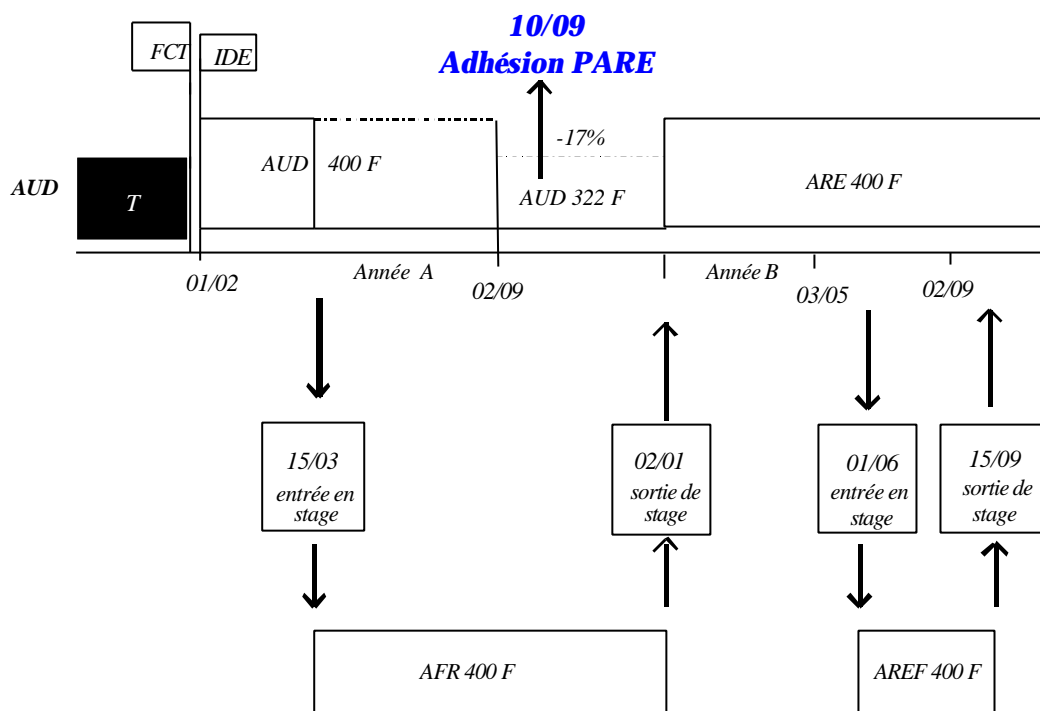 10/09
Adhésion PARE
FCT
IDE
-17%
AUD
400 F
AUD
T
AUD 322 F
ARE 400 F
01/02
Année A
02/09
Année B
03/05
02/09
15/03
entrée en
stage
02/01
sortie de
stage
01/06
entrée en
stage
15/09
sortie de
stage
AFR 400 F
AREF 400 F